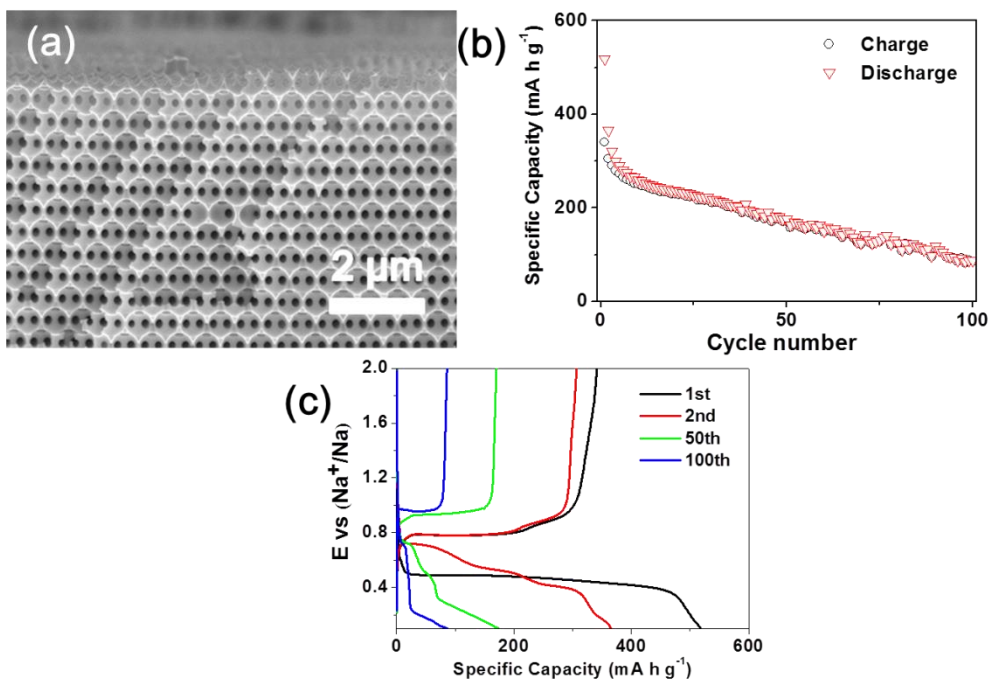 (a)
2 µm
(b)
Specific Capacity (mA h g⁻¹)
600
400
200
0
Charge
Discharge
0
50
100
Cycle number
(c)
E vs (Na⁺/Na)
2.0
1.6
1.2
0.8
0.4
1st
2nd
50th
100th
0
200
400
600
Specific Capacity (mA h g⁻¹)